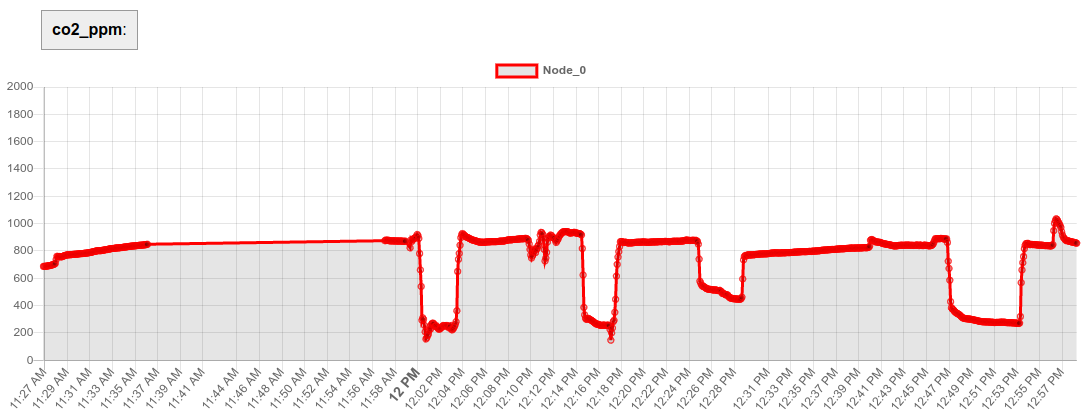 co2_ppm:
Node_0
2000
1800
1600
1400
1200
1000
800
600
400
200
0
11:27 AM
11:29 AM
11:31 AM
11:33 AM
11:35 AM
11:37 AM
11:39 AM
11:41 AM
11:44 AM
11:46 AM
11:48 AM
11:50 AM
11:52 AM
11:54 AM
11:56 AM
11:58 AM
12 PM
12:02 PM
12:04 PM
12:06 PM
12:08 PM
12:10 PM
12:12 PM
12:14 PM
12:16 PM
12:18 PM
12:20 PM
12:22 PM
12:24 PM
12:26 PM
12:28 PM
12:31 PM
12:33 PM
12:35 PM
12:37 PM
12:39 PM
12:41 PM
12:43 PM
12:45 PM
12:47 PM
12:49 PM
12:51 PM
12:53 PM
12:55 PM
12:57 PM